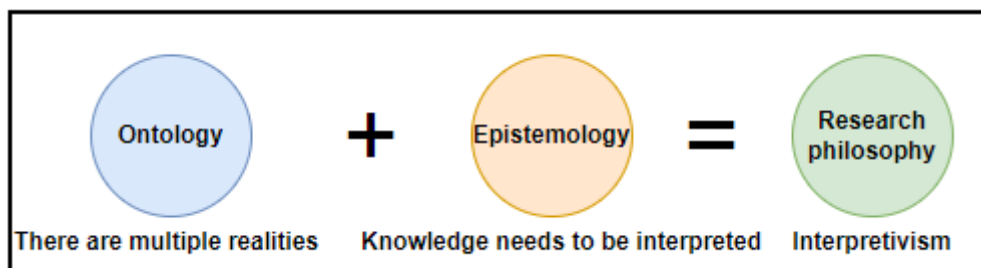 Ontology
+
Epistemology
=
Research
philosophy
There are multiple realities
Knowledge needs to be interpreted
Interpretivism